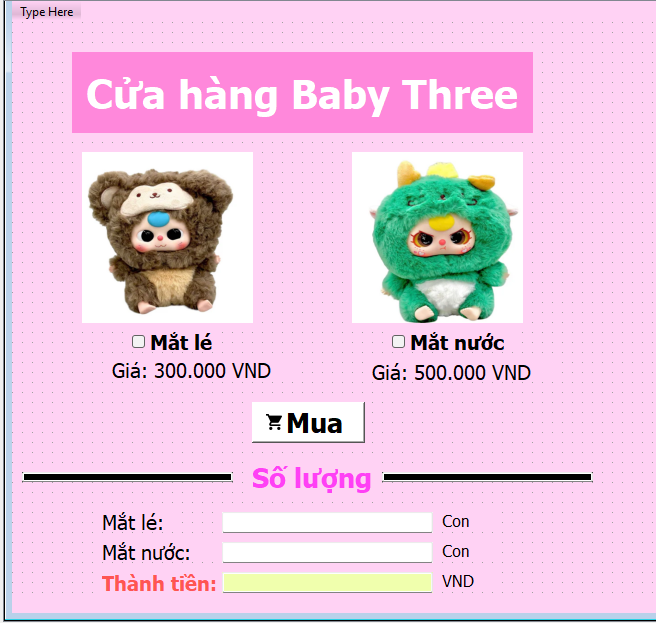 Type Here
Cửa hàng Baby Three
Mắt lé
Mắt nước
Giá: 300.000 VND
Giá: 500.000 VND
Mua
Số lượng
Mắt lé:
Con
Mắt nước:
Con
Thành tiền:
VND